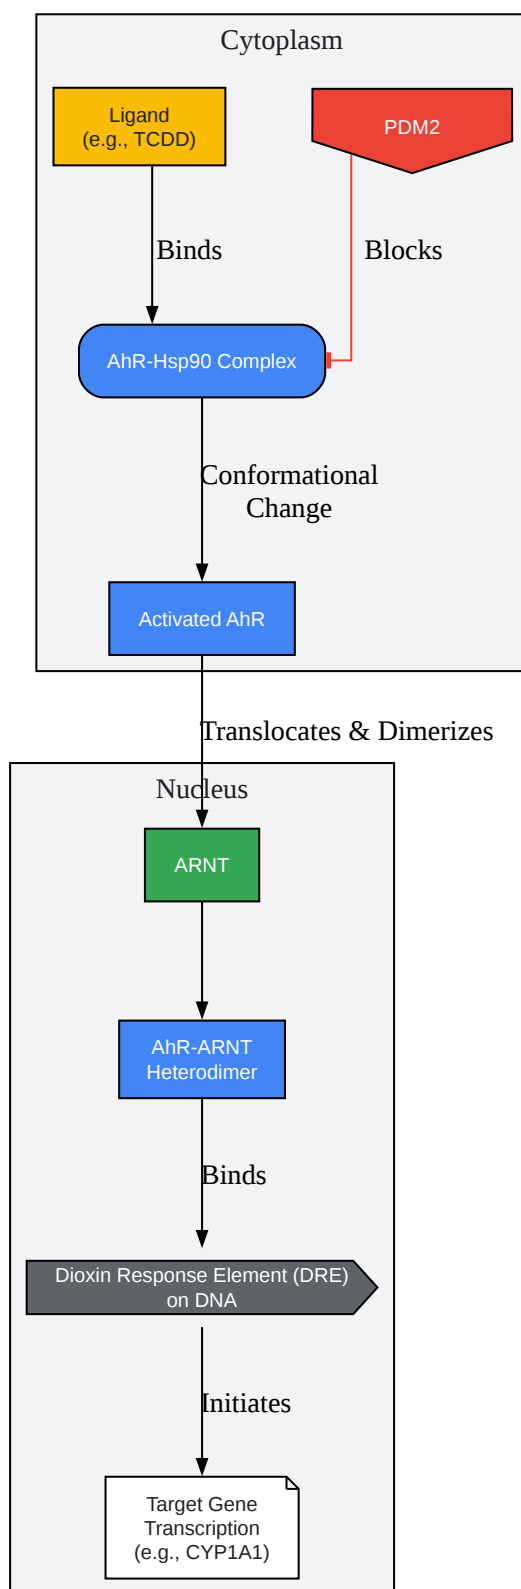 Cytoplasm
Ligand
(e.g., TCDD)
PDM2
Binds
Blocks
AhR-Hsp90 Complex
Conformational
Change
Activated AhR
Translocates & Dimerizes
Nucleus
ARNT
AhR-ARNT
Heterodimer
Binds
Dioxin Response Element (DRE)
on DNA
Initiates
Target Gene
Transcription
(e.g., CYP1A1)